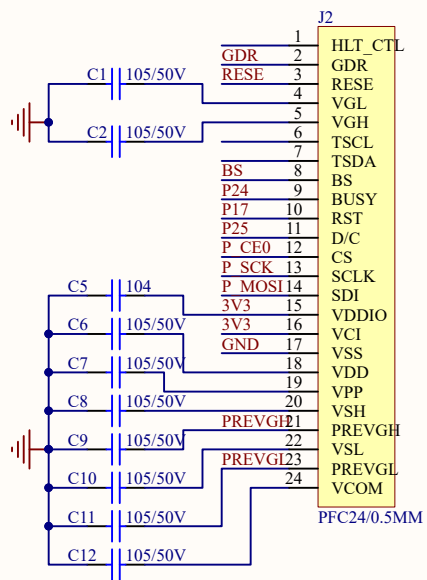 J2
1 HLT_CTL
GDR 2 GDR
C1 105/50V RESE 3 RESE
4 VGL
5 VGH
C2 105/50V 6 TSCL
7 TSDA
BS 8 BS
P24 9 BUSY
P17 10 RST
P25 11 D/C
P_CE0 12 CS
P_SCK 13 SCLK
C5 104 P_MOSI 14 SDI
3V3 15 VDDIO
C6 105/50V 3V3 16 VCI
GND 17 VSS
C7 105/50V 18 VDD
19 VPP
C8 105/50V 20 VSH
PREVGH 21 PREVGH
C9 105/50V 22 VSL
PREVGL 23 PREVGL
C10 105/50V 24 VCOM
C11 105/50V PFC24/0.5MM
C12 105/50V